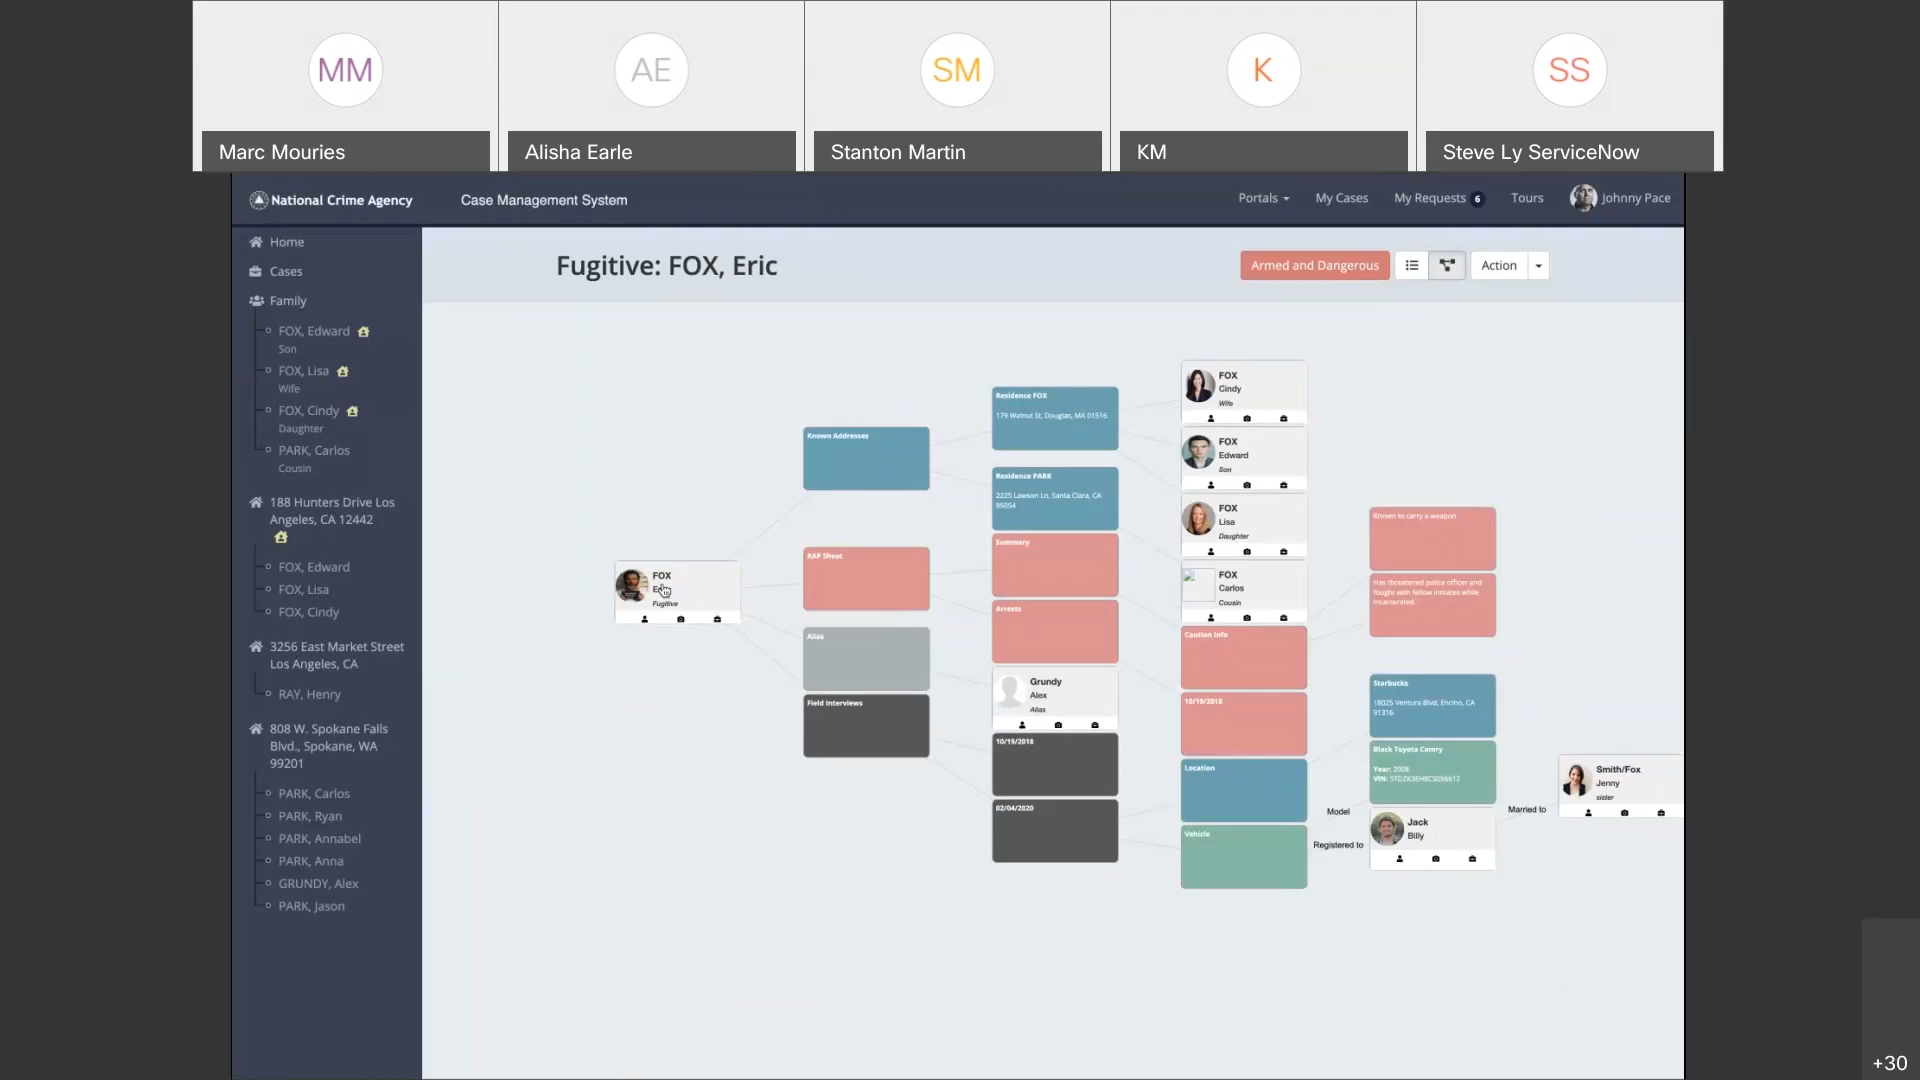 MM
AE
SM
K
SS
Marc Mouries
Alisha Earle
Stanton Martin
KM
Steve Ly ServiceNow
National Crime Agency
Case Management System
Portals
My Cases
My Requests 6
Tours
Johnny Pace
Home
Cases
Family
FOX, Edward
Son
FOX, Lisa
Wife
FOX, Cindy
Daughter
PARK, Carlos
Cousin
188 Hunters Drive Los
Angeles, CA 12442
FOX, Edward
FOX, Lisa
FOX, Cindy
3256 East Market Street
Los Angeles, CA
RAY, Henry
808 W. Spokane Falls
Blvd., Spokane, WA
99201
PARK, Carlos
PARK, Ryan
PARK, Annabel
PARK, Anna
GRUNDY, Alex
PARK, Jason
Fugitive: FOX, Eric
Armed and Dangerous
Action
FOX
Fugitive
Known Addresses
RAP Sheet
Alias
Field Interviews
Residence FOX
179 Walnut St, Douglas, MA 01516
Residence PARK
2225 Lawson Ln, Santa Clara, CA
95054
Summary
Arrests
Grundy
Alex
Alias
10/19/2018
02/04/2020
FOX
Cindy
Wife
FOX
Edward
Son
FOX
Lisa
Daughter
FOX
Carlos
Cousin
Caution Info
10/19/2018
Location
Vehicle
Model
Registered to
Known to carry a weapon
Has threatened police officer and
fought with fellow inmates while
incarcerated.
Starbucks
18025 Ventura Blvd, Encino, CA
91316
Black Toyota Camry
Year: 2008
VIN: 5TDZK3EH8CS056612
Jack
Billy
Married to
Smith/Fox
Jenny
sister
+30